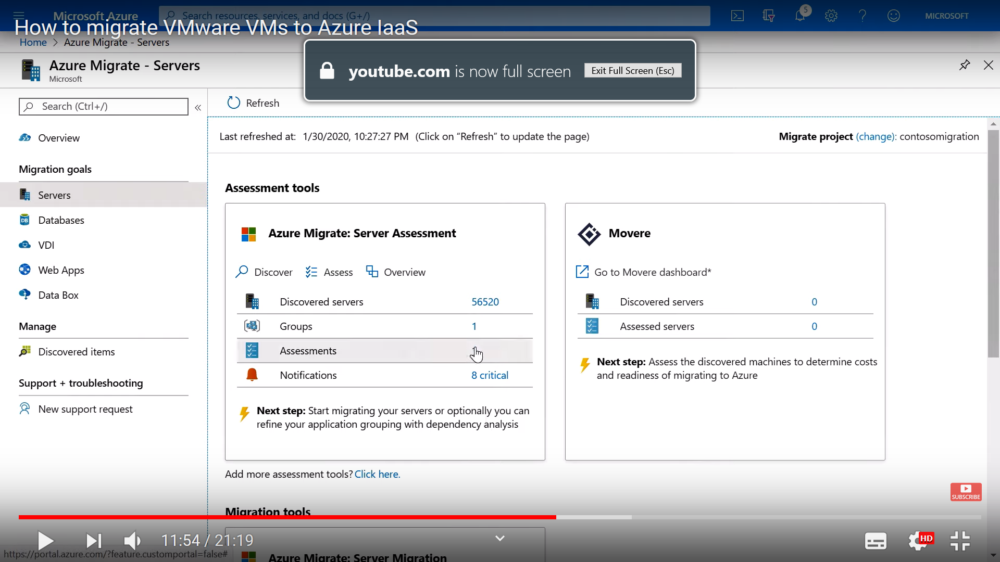 Microsoft Azure
Search resources, services, and docs (G+/)
5
MICROSOFT
How to migrate VMware VMs to Azure IaaS
Home > Azure Migrate - Servers
Azure Migrate - Servers
Microsoft
youtube.com is now full screen
Exit Full Screen (Esc)
Search (Ctrl+/)
«
Refresh
Overview
Last refreshed at: 1/30/2020, 10:27:27 PM (Click on “Refresh” to update the page)
Migrate project (change): contosomigration
Migration goals
Servers
Databases
VDI
Web Apps
Data Box
Manage
Discovered items
Support + troubleshooting
New support request
Assessment tools
Azure Migrate: Server Assessment
Discover
Assess
Overview
Discovered servers 56520
Groups 1
Assessments
Notifications 8 critical
Next step: Start migrating your servers or optionally you can
refine your application grouping with dependency analysis
Movere
Go to Movere dashboard*
Discovered servers 0
Assessed servers 0
Next step: Assess the discovered machines to determine costs
and readiness of migrating to Azure
Add more assessment tools? Click here.
SUBSCRIBE
Migration tools
11:54 / 21:19
HD
https://portal.azure.com/?feature.customportal=false#
Azure Migrate: Server Migration